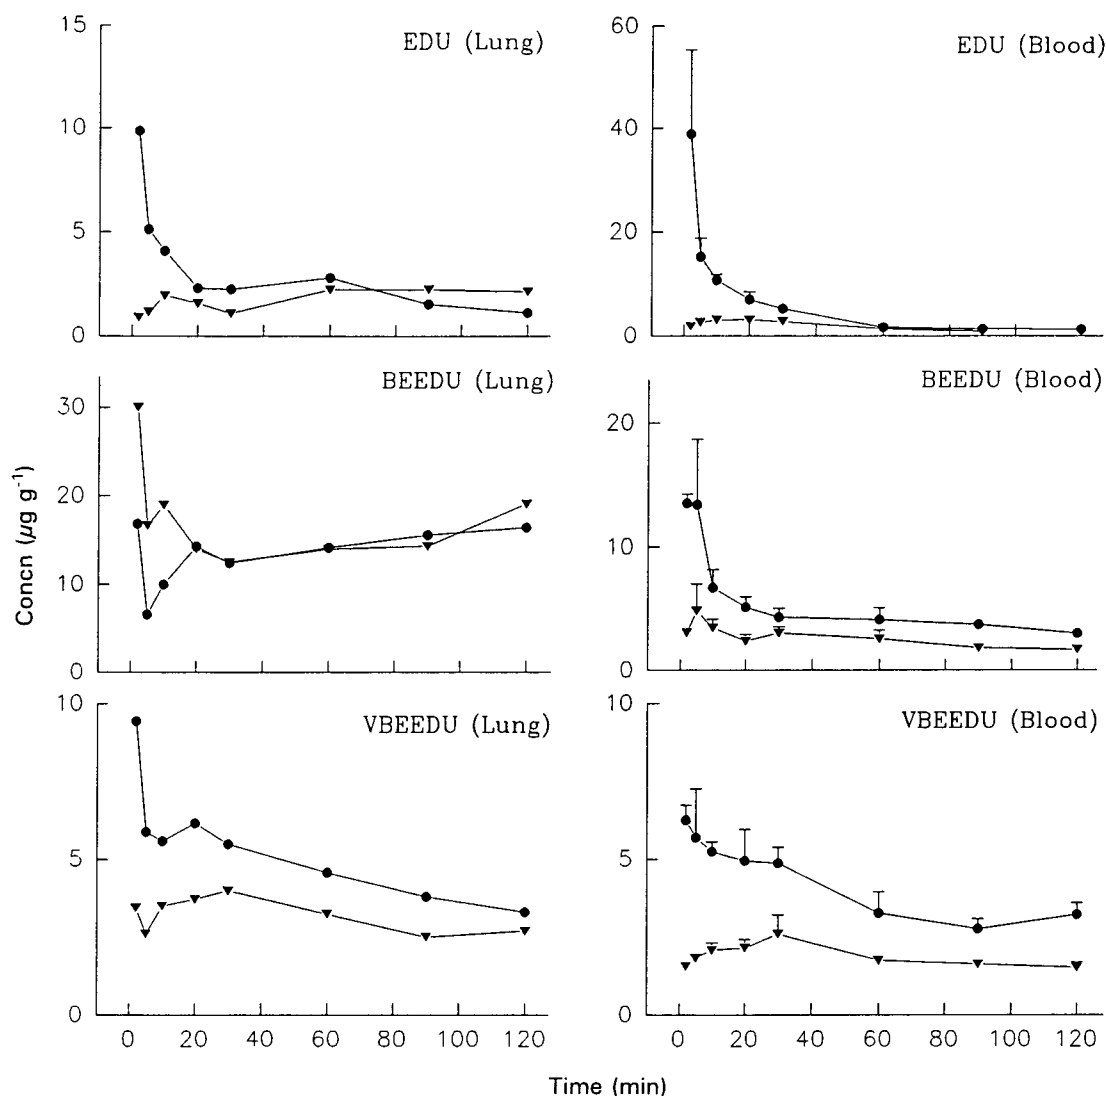 EDU (Lung)
15
10
5
0
EDU (Blood)
60
40
20
0
BEEDU (Lung)
30
20
10
0
BEEDU (Blood)
20
10
0
VBEEDU (Lung)
10
5
0
0 20 40 60 80 100 120
VBEEDU (Blood)
10
5
0
0 20 40 60 80 100 120
Concn (μg g⁻¹)
Time (min)